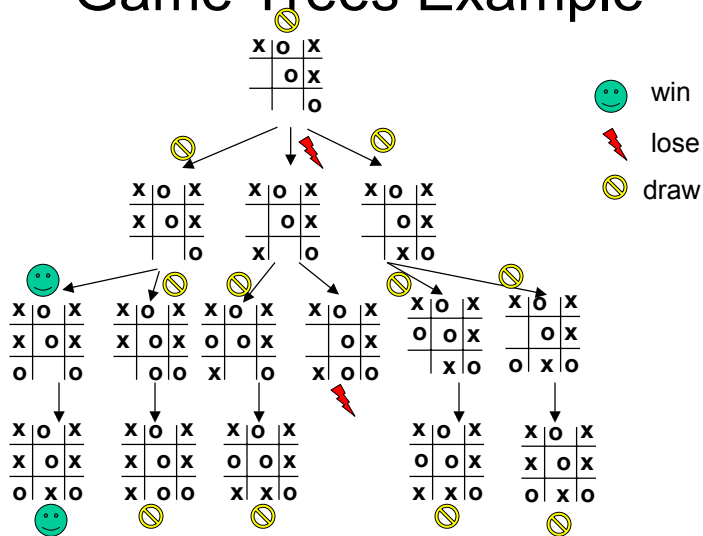 Game Trees Example
X O X
O X
O
win
lose
draw
X O X X O X X O X
X O X O X O X
O X O X O
X O X X O X X O X X O X X O X X O X
X O X X O X O O X O X O O X O X
O O O O X O X O O X O O X O
X O X X O X X O X X O X X O X
X O X X O X O O X O O X X O X
O X O X O O X X O X X O O X O